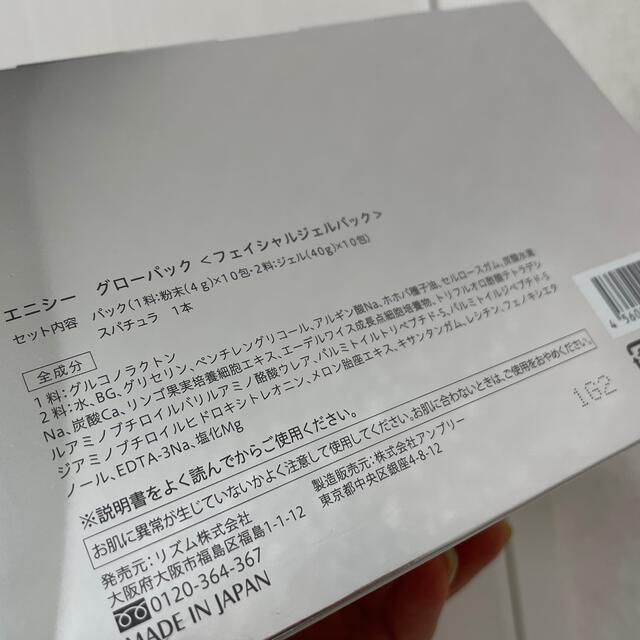 エニシー グローパック <フェイシャルジェルパック>
セット内容 パック(1料:粉末(4g)×10包・2料:ジェル(40g)×10包)
スパチュラ 1本
全成分
1料:グルコノラクトン
2料:水、BG、グリセリン、ペンチレングリコール、アルギン酸Na、ホホバ種子油、セルロースガム、炭酸水素
Na、炭酸Ca、リンゴ果実培養細胞エキス、エーデルワイス成長点細胞培養物、トリフルオロ酢酸テトラデシ
ルアミノブチロイルバリルアミノ酪酸ウレア、パルミトイルトリペプチド-5、パルミトイルジペプチド-5
ジアミノブチロイルヒドロキシトレオニン、メロン胎座エキス、キサンタンガム、レシチン、フェノキシエタ
ノール、EDTA-3Na、塩化Mg
※説明書をよく読んでからご使用ください。
お肌に異常が生じていないかよく注意して使用してください。お肌に合わないときは、ご使用をおやめください。
発売元:リズム株式会社
大阪府大阪市福島区福島1-1-12
0120-364-367
MADE IN JAPAN
製造販売元:株式会社アンプリー
東京都中央区銀座4-8-12
1G2